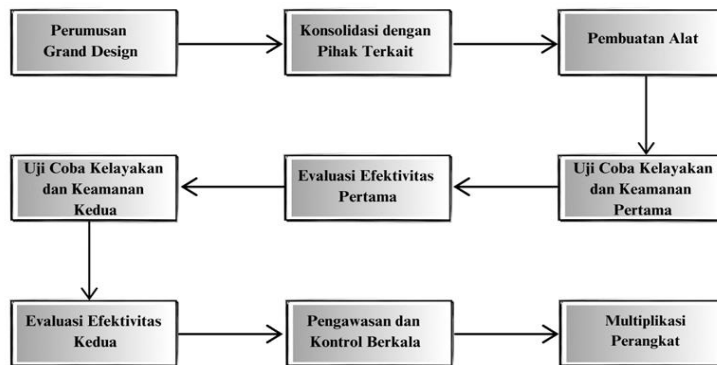 Perumusan
Grand Design
Konsolidasi dengan
Pihak Terkait
Pembuatan Alat
Uji Coba Kelayakan
dan Keamanan
Pertama
Evaluasi Efektivitas
Pertama
Uji Coba Kelayakan
dan Keamanan
Kedua
Evaluasi Efektivitas
Kedua
Pengawasan dan
Kontrol Berkala
Multiplikasi
Perangkat